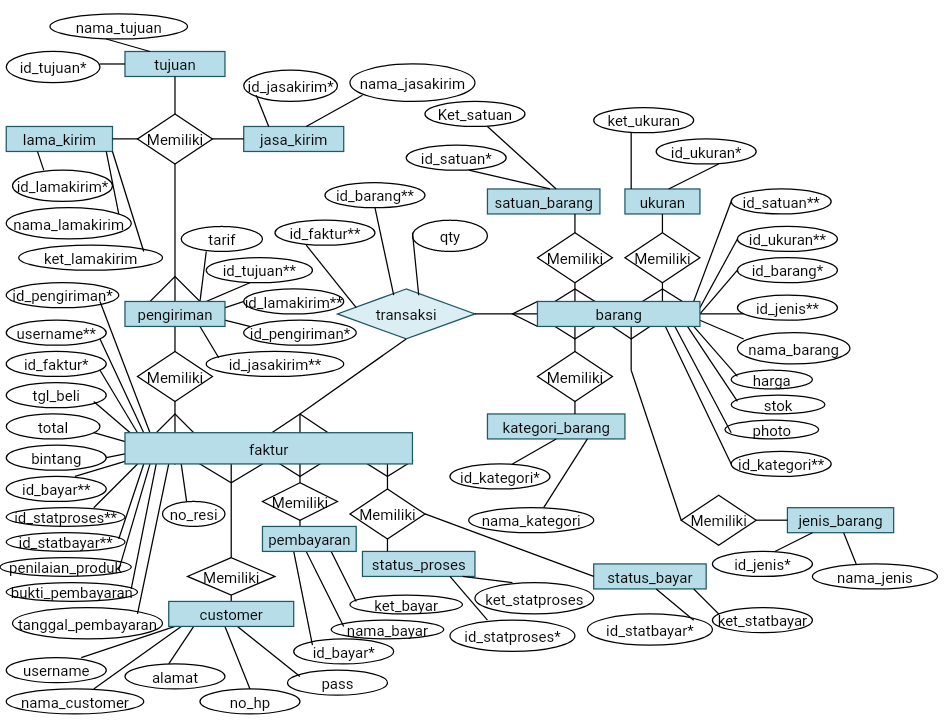 nama_tujuan
id_tujuan*
tujuan
id_jasakirim*
nama_jasakirim
Ket_satuan
ket_ukuran
lama_kirim
Memiliki
jasa_kirim
id_satuan*
id_ukuran*
id_lamakirim*
id_barang**
satuan_barang
ukuran
id_satuan**
nama_lamakirim
tarif
id_faktur**
qty
id_ukuran**
ket_lamakirim
id_tujuan**
Memiliki
Memiliki
id_barang*
id_pengiriman*
id_lamakirim**
id_jenis**
pengiriman
transaksi
barang
username**
id_pengiriman*
nama_barang
id_faktur*
id_jasakirim**
Memiliki
Memiliki
harga
tgl_beli
stok
total
kategori_barang
photo
bintang
faktur
id_kategori**
id_bayar**
id_kategori*
id_statproses**
no_resi
Memiliki
Memiliki
nama_kategori
Memiliki
jenis_barang
id_statbayar**
pembayaran
penilaian_produk
status_proses
id_jenis*
nama_jenis
bukti_pembayaran
Memiliki
status_bayar
ket_bayar
ket_statproses
tanggal_pembayaran
customer
nama_bayar
id_statproses*
id_statbayar*
ket_statbayar
id_bayar*
username
alamat
pass
nama_customer
no_hp